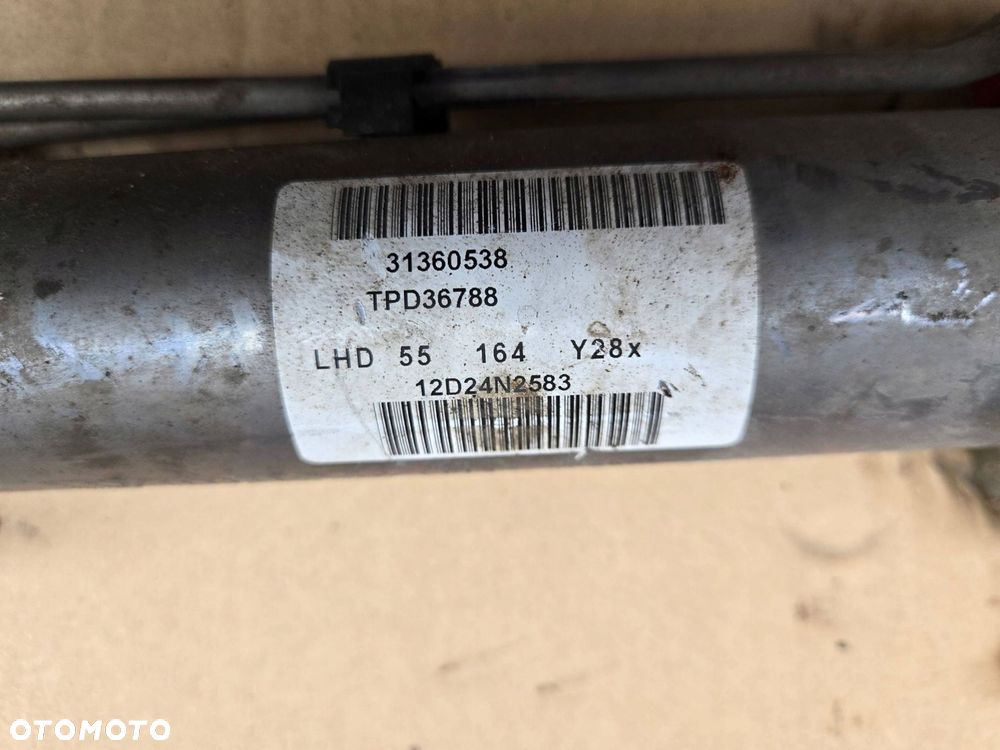 31360538
TPD36788
LHD 55 164 Y28x
12D24N2583
OTOMOTO